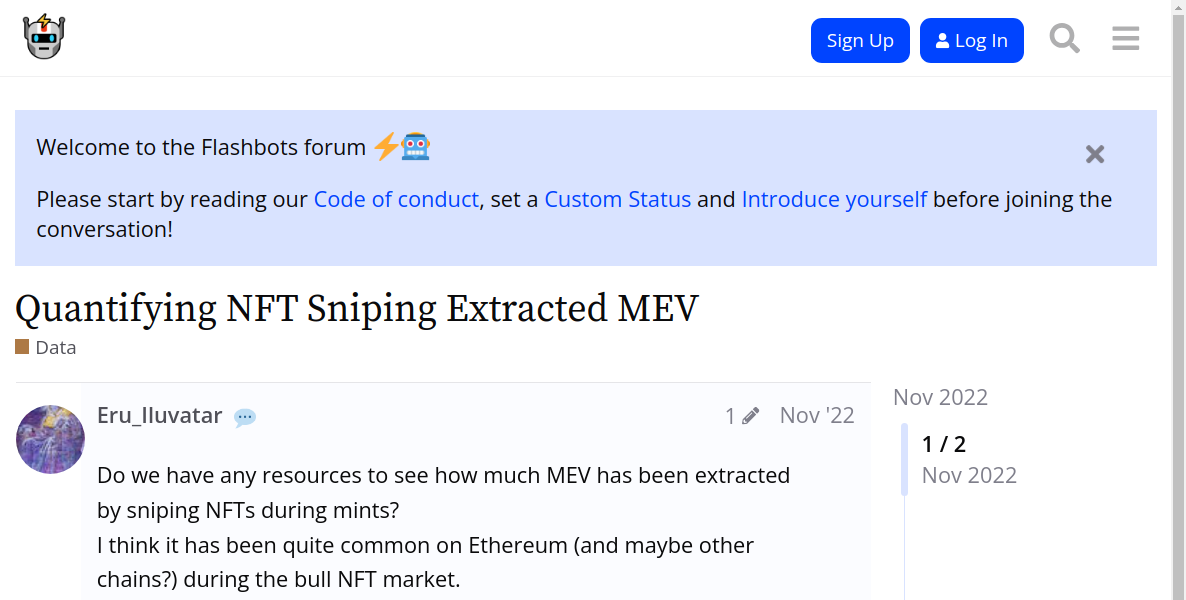 Sign Up
Log In
Welcome to the Flashbots forum
Please start by reading our Code of conduct, set a Custom Status and Introduce yourself before joining the
conversation!
Quantifying NFT Sniping Extracted MEV
Data
Eru_Iluvatar
1
Nov '22
Nov 2022
1 / 2
Nov 2022
Do we have any resources to see how much MEV has been extracted
by sniping NFTs during mints?
I think it has been quite common on Ethereum (and maybe other
chains?) during the bull NFT market.